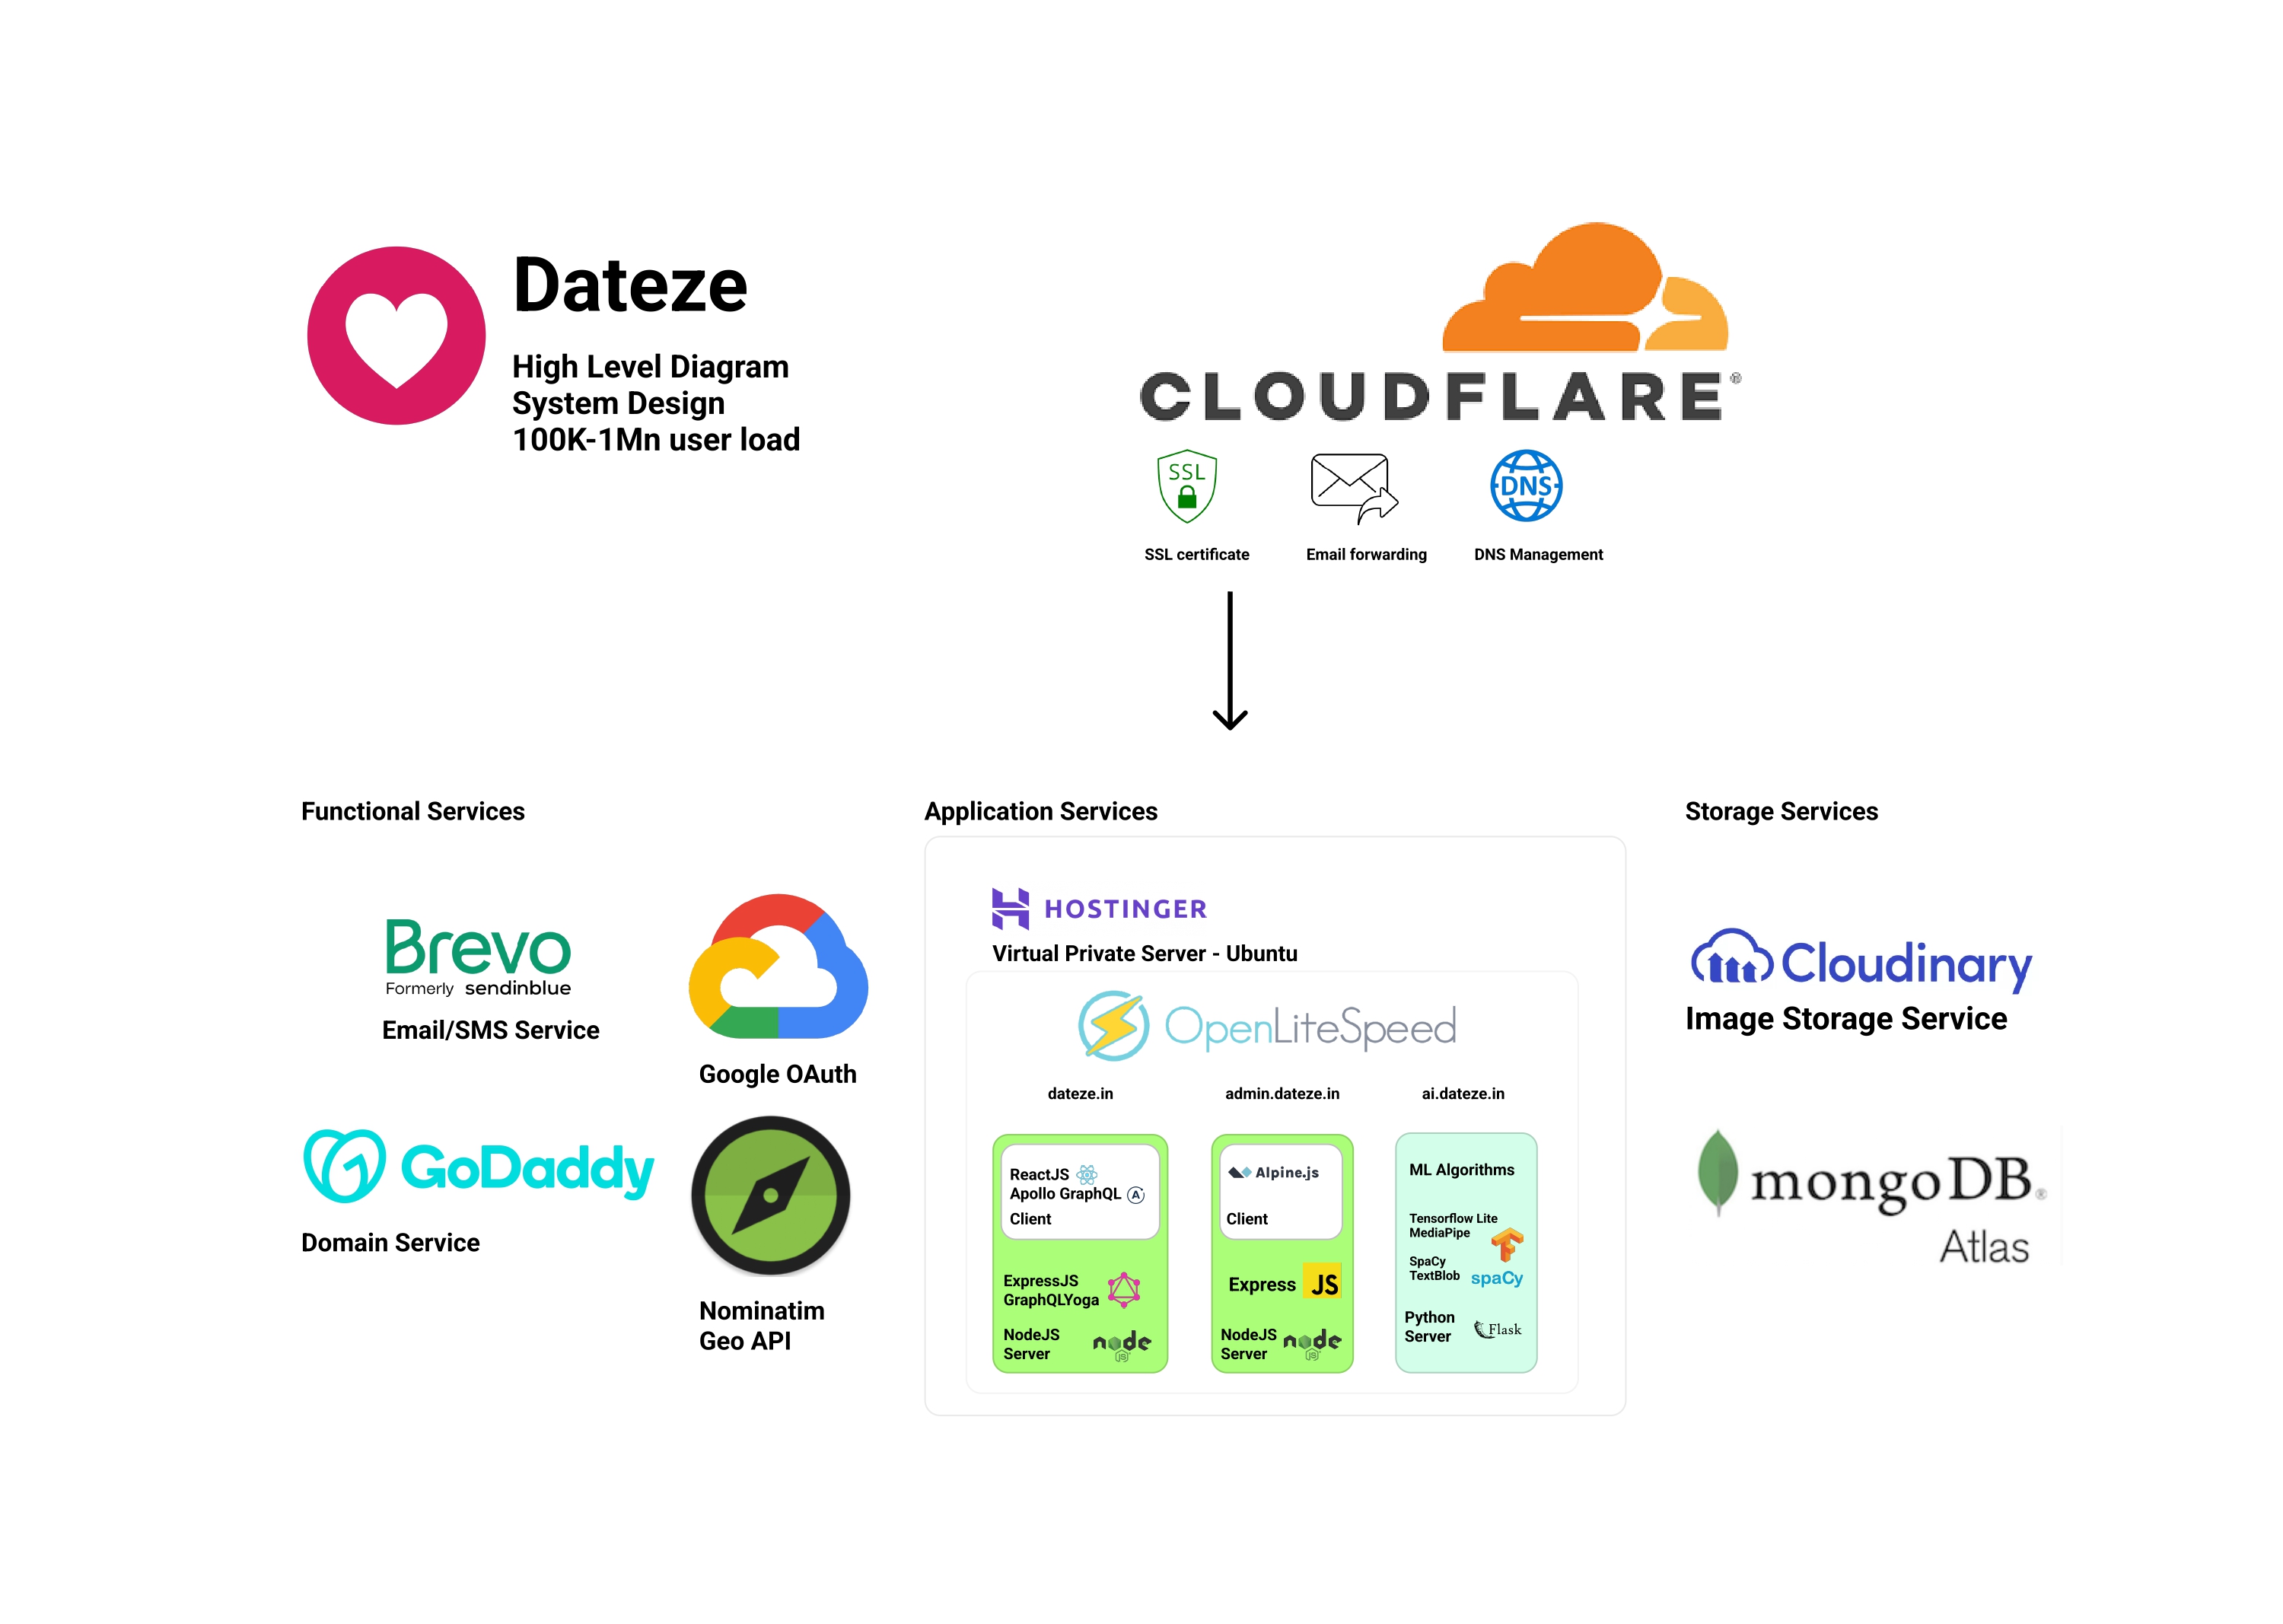 Dateze
High Level Diagram
System Design
100K-1Mn user load
CLOUDFLARE®
SSL
DNS
SSL certificate
Email forwarding
DNS Management
Functional Services
Brevo
Formerly sendinblue
Email/SMS Service
Google OAuth
GoDaddy
Domain Service
Nominatim
Geo API
Application Services
HOSTINGER
Virtual Private Server - Ubuntu
OpenLiteSpeed
dateze.in
ReactJS
Apollo GraphQL A
Client
ExpressJS
GraphQLYoga
NodeJS
Server
node
JS
admin.dateze.in
Alpine.js
Client
Express JS
NodeJS
Server
node
JS
ai.dateze.in
ML Algorithms
Tensorflow Lite
MediaPipe
SpaCy
TextBlob
spaCy
Python
Server
Flask
Storage Services
Cloudinary
Image Storage Service
mongoDB®
Atlas